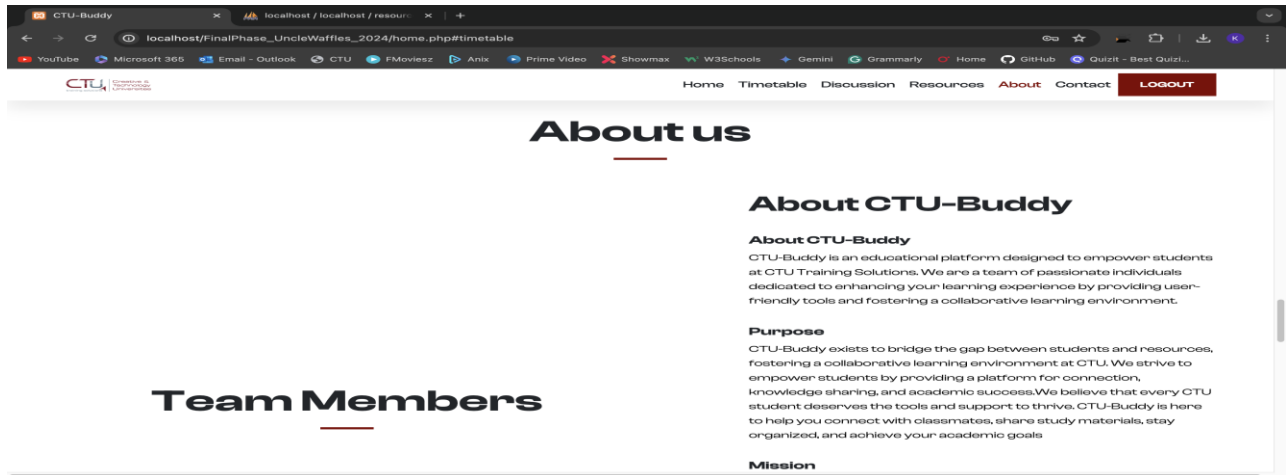 CTU-Buddy
localhost / localhost / resourc
localhost/FinalPhase_UncleWaffles_2024/home.php#timetable
K
YouTube Microsoft 365 Email - Outlook CTU FMoviesz Anix Prime Video Showmax W3Schools Gemini Grammarly Home GitHub Quizit - Best Quizi...
CTU Creative & Technology Universities
Home Timetable Discussion Resources About Contact LOGOUT
About us
About CTU-Buddy
About CTU-Buddy
CTU-Buddy is an educational platform designed to empower students
at CTU Training Solutions. We are a team of passionate individuals
dedicated to enhancing your learning experience by providing user-
friendly tools and fostering a collaborative learning environment.
Purpose
CTU-Buddy exists to bridge the gap between students and resources,
fostering a collaborative learning environment at CTU. We strive to
empower students by providing a platform for connection,
knowledge sharing, and academic success.We believe that every CTU
student deserves the tools and support to thrive. CTU-Buddy is here
to help you connect with classmates, share study materials, stay
organized, and achieve your academic goals
Mission
Team Members